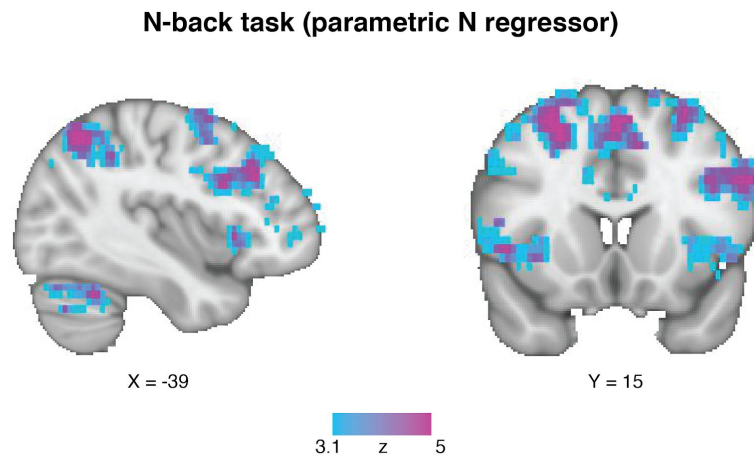 N-back task (parametric N regressor)
X = -39
Y = 15
3.1 z 5